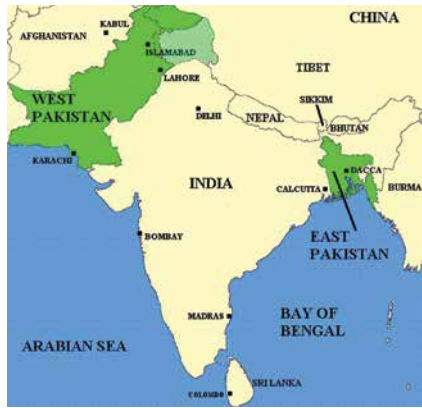 CHINA
KABUL
AFGHANISTAN
ISLAMABAD
LAHORE
TIBET
WEST
PAKISTAN
SIKKIM
DELHI
NEPAL
BHUTAN
KARACHI
DACCA
INDIA
CALCUTTA
BURMA
EAST
PAKISTAN
BOMBAY
MADRAS
BAY OF
BENGAL
ARABIAN SEA
SRI LANKA
COLOMBO